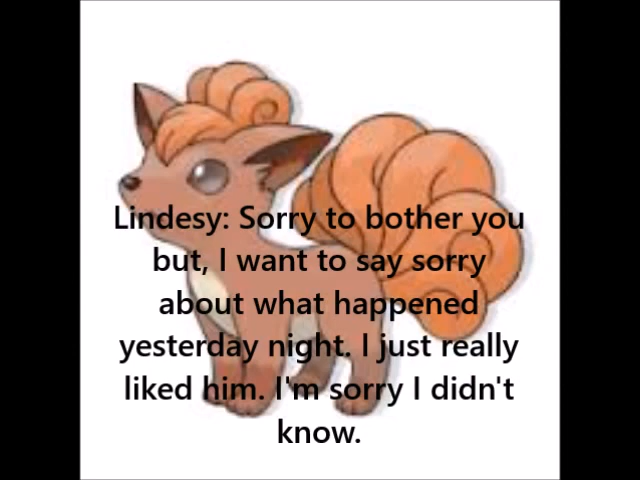 Lindesy: Sorry to bother you
but, I want to say sorry
about what happened
yesterday night. I just really
liked him. I'm sorry I didn't
know.